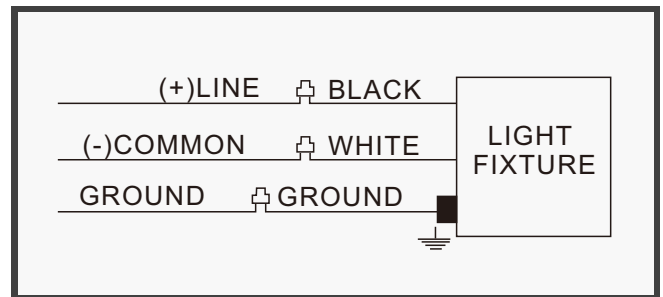 (+)LINE BLACK
(-)COMMON WHITE
GROUND GROUND
LIGHT
FIXTURE